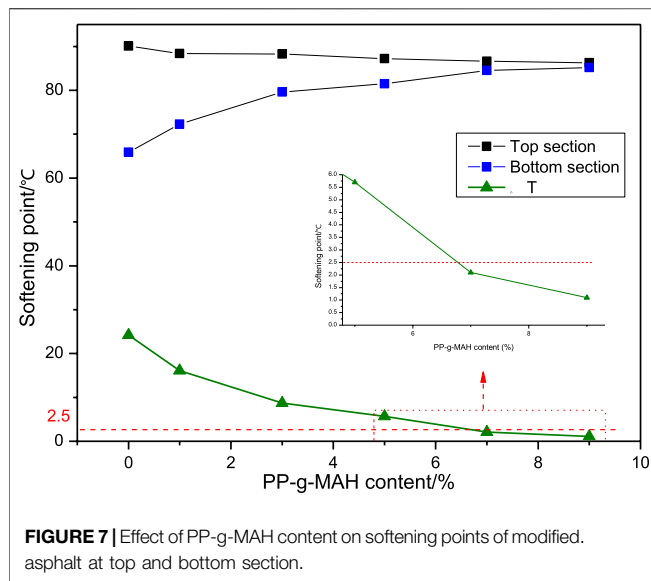 80
60
40
20
0
2.5
Softening point/℃
0 2 4 6 8 10
PP-g-MAH content/%
Top section
Bottom section
T
6.0
5.5
5.0
4.5
4.0
3.5
3.0
2.5
2.0
1.5
1.0
0.5
0.0
Softening point/℃
6 8
PP-g-MAH content (%)
FIGURE 7 | Effect of PP-g-MAH content on softening points of modified.
asphalt at top and bottom section.